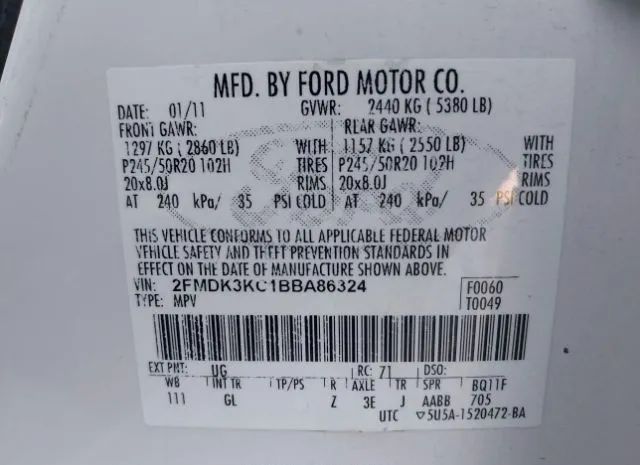 MFD. BY FORD MOTOR CO.
DATE: 01/11 GVWR: 2440 KG ( 5380 LB)
FRONT GAWR: REAR GAWR:
1297 KG ( 2860 LB) WITH 1157 KG ( 2550 LB) WITH
P245/50R20 102H TIRES P245/50R20 102H TIRES
20x8.0J RIMS 20x8.0J RIMS
AT 240 kPa/ 35 PSI COLD AT 240 kPa/ 35 PSI COLD
THIS VEHICLE CONFORMS TO ALL APPLICABLE FEDERAL MOTOR
VEHICLE SAFETY AND THEFT PREVENTION STANDARDS IN
EFFECT ON THE DATE OF MANUFACTURE SHOWN ABOVE.
VIN: 2FMDK3KC1BBA86324 F0060
TYPE: MPV T0049
EXT PNT: UG RC: 71 DSO:
WB INT TR TP/PS R AXLE TR SPR BQ11F
111 GL Z 3E J AABB 705
UTC ▽5U5A-1520472-BA